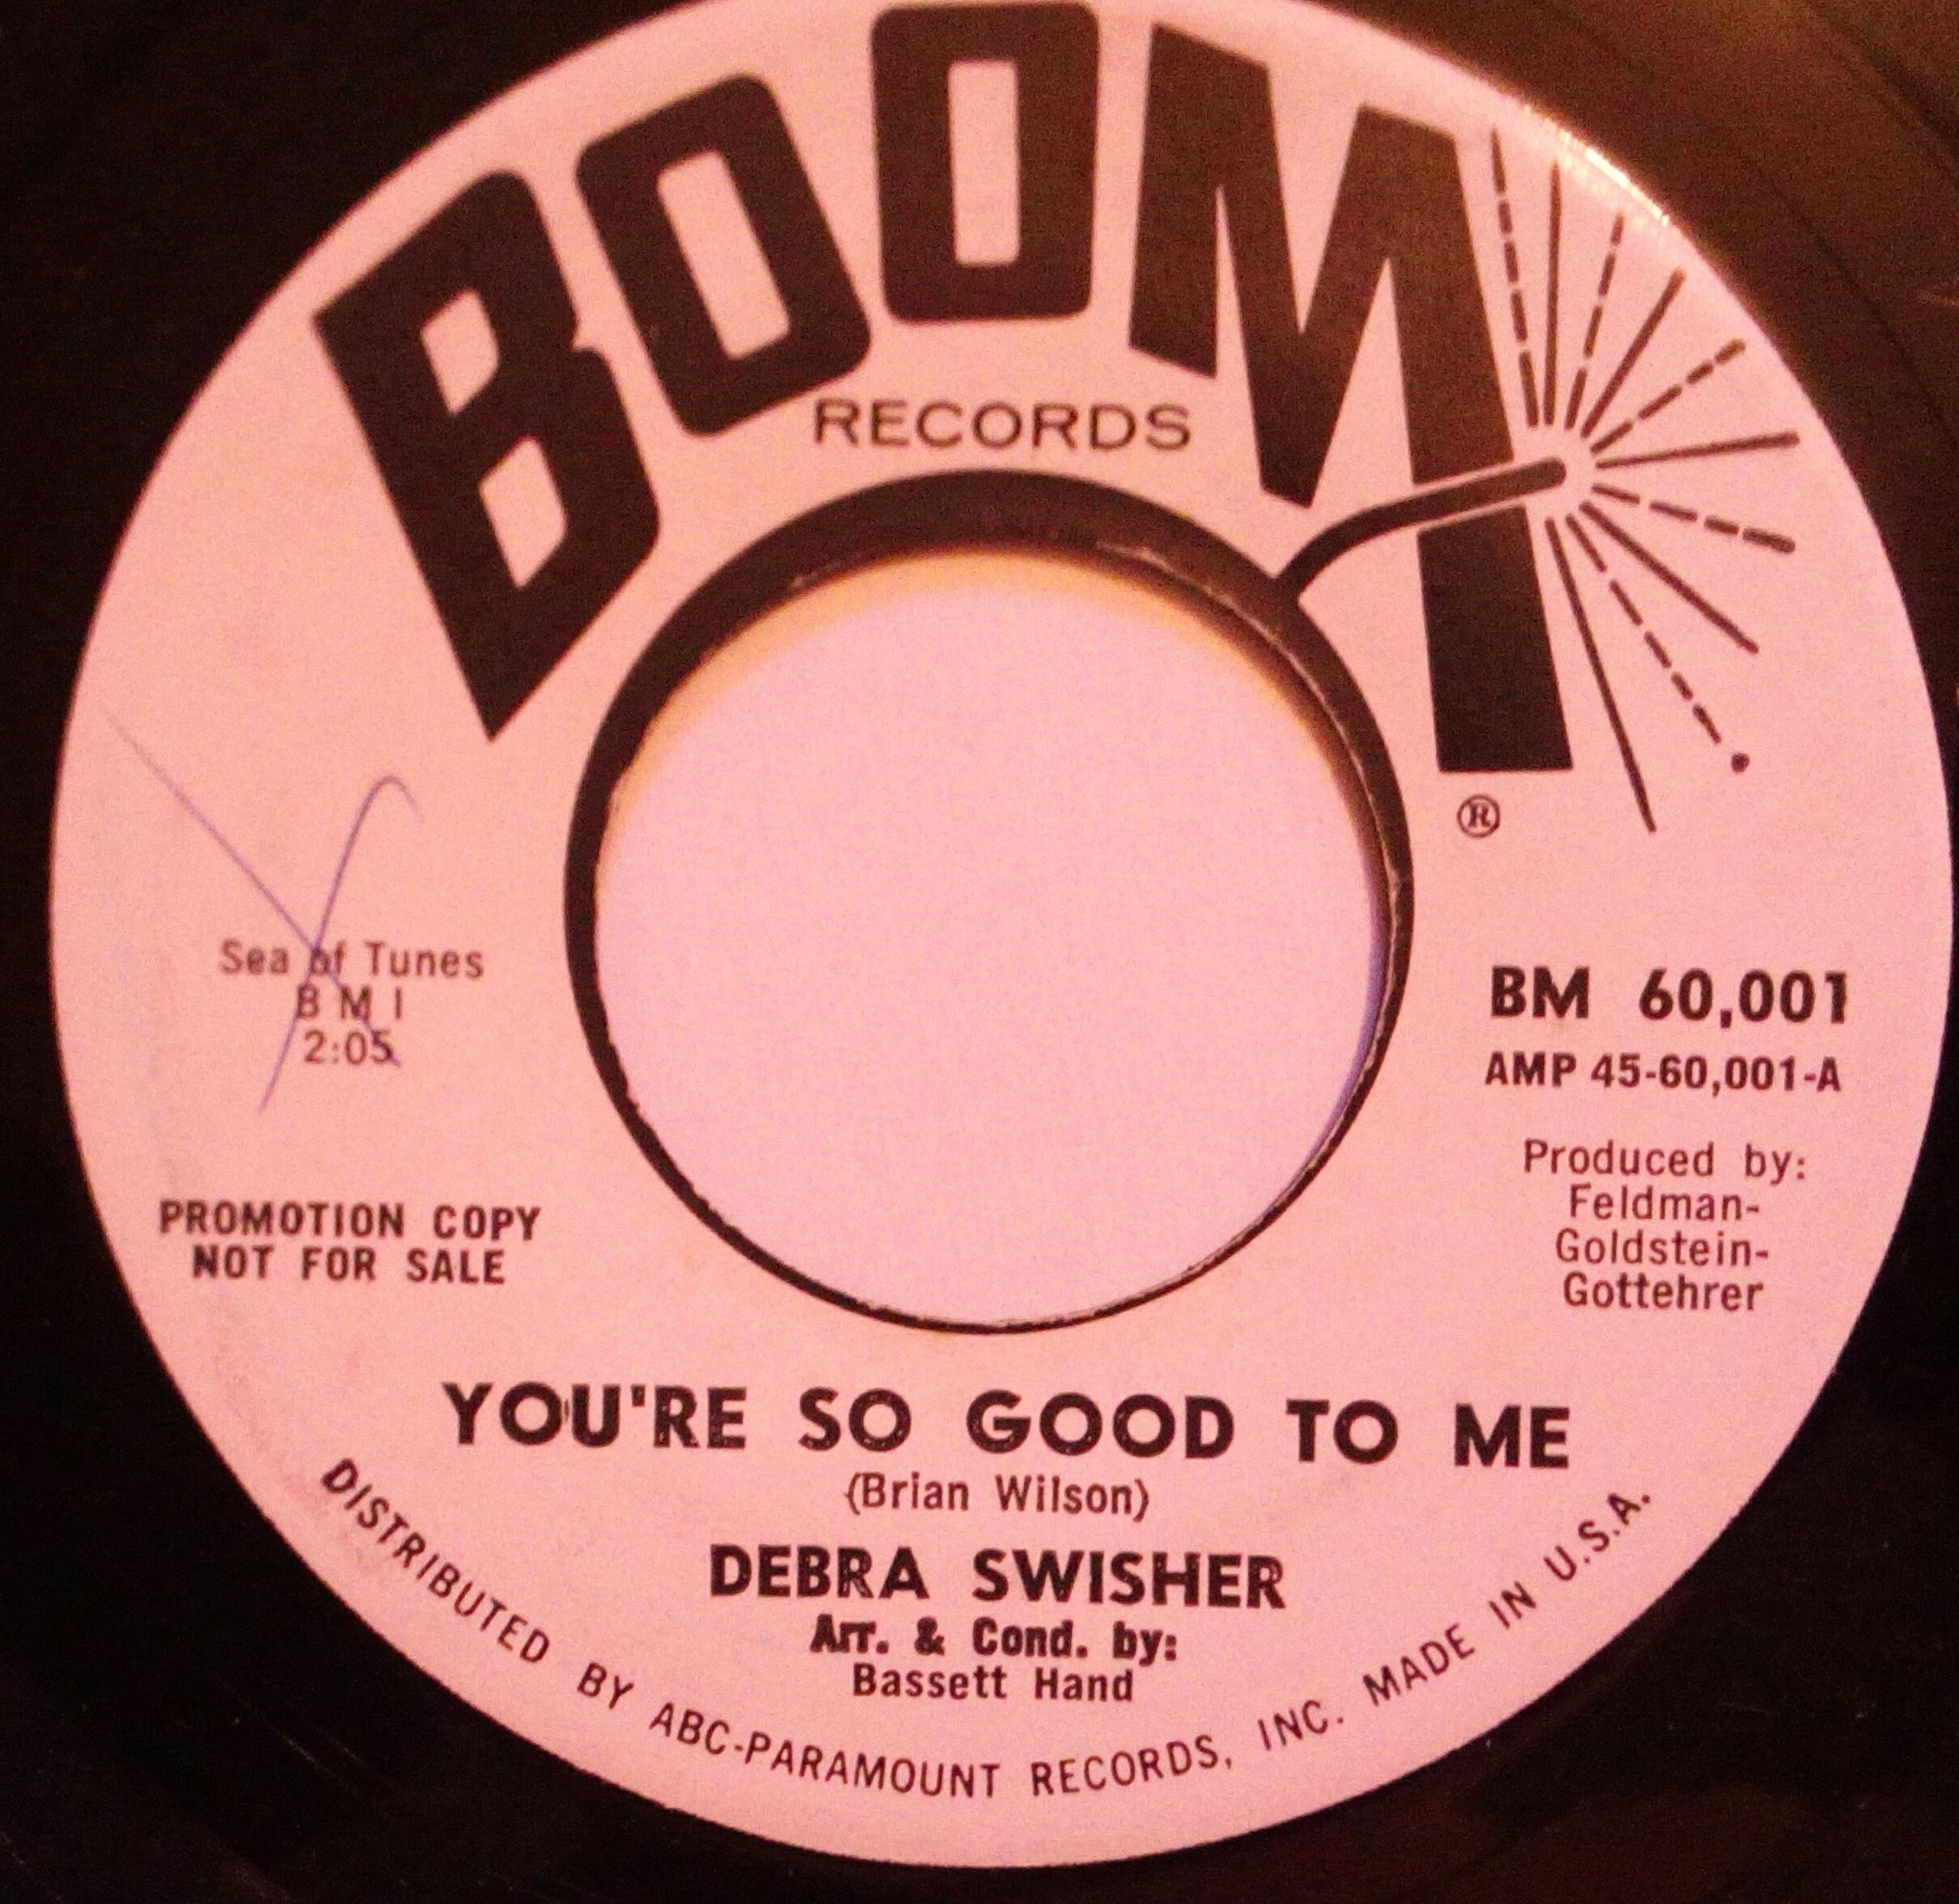 BOOM
RECORDS
®
Sea of Tunes
B M I
2:05
BM 60,001
AMP 45-60,001-A
Produced by:
Feldman-
Goldstein-
Gottehrer
PROMOTION COPY
NOT FOR SALE
YOU'RE SO GOOD TO ME
(Brian Wilson)
DEBRA SWISHER
Arr. & Cond. by:
Bassett Hand
DISTRIBUTED BY ABC-PARAMOUNT RECORDS, INC. MADE IN U.S.A.